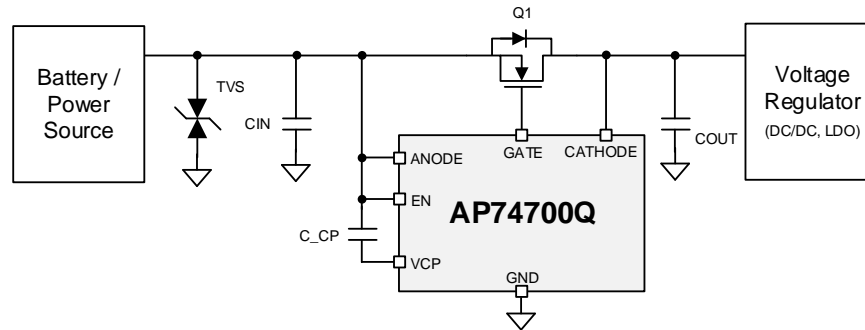 Q1
Battery /
Power
Source
TVS
CIN
Voltage
Regulator
(DC/DC, LDO)
COUT
GATE
CATHODE
ANODE
EN
AP74700Q
C_CP
VCP
GND